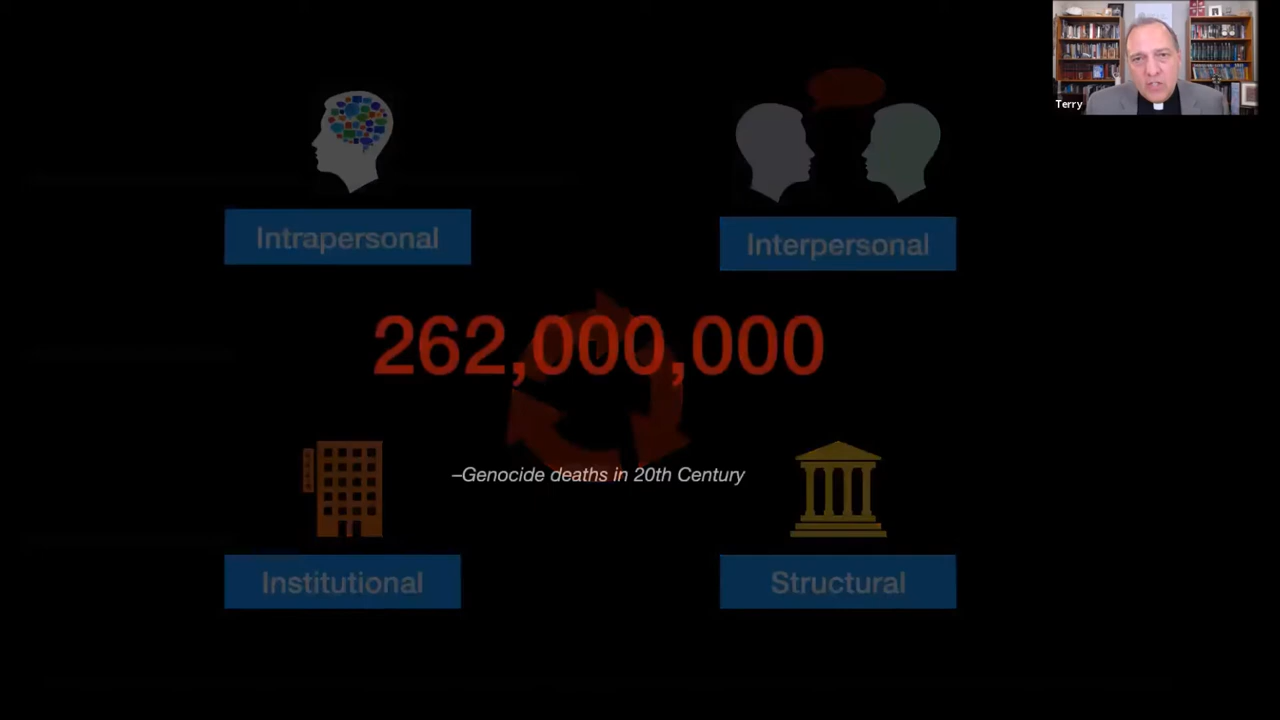 Terry
Intrapersonal
Interpersonal
262,000,000
–Genocide deaths in 20th Century
Institutional
Structural